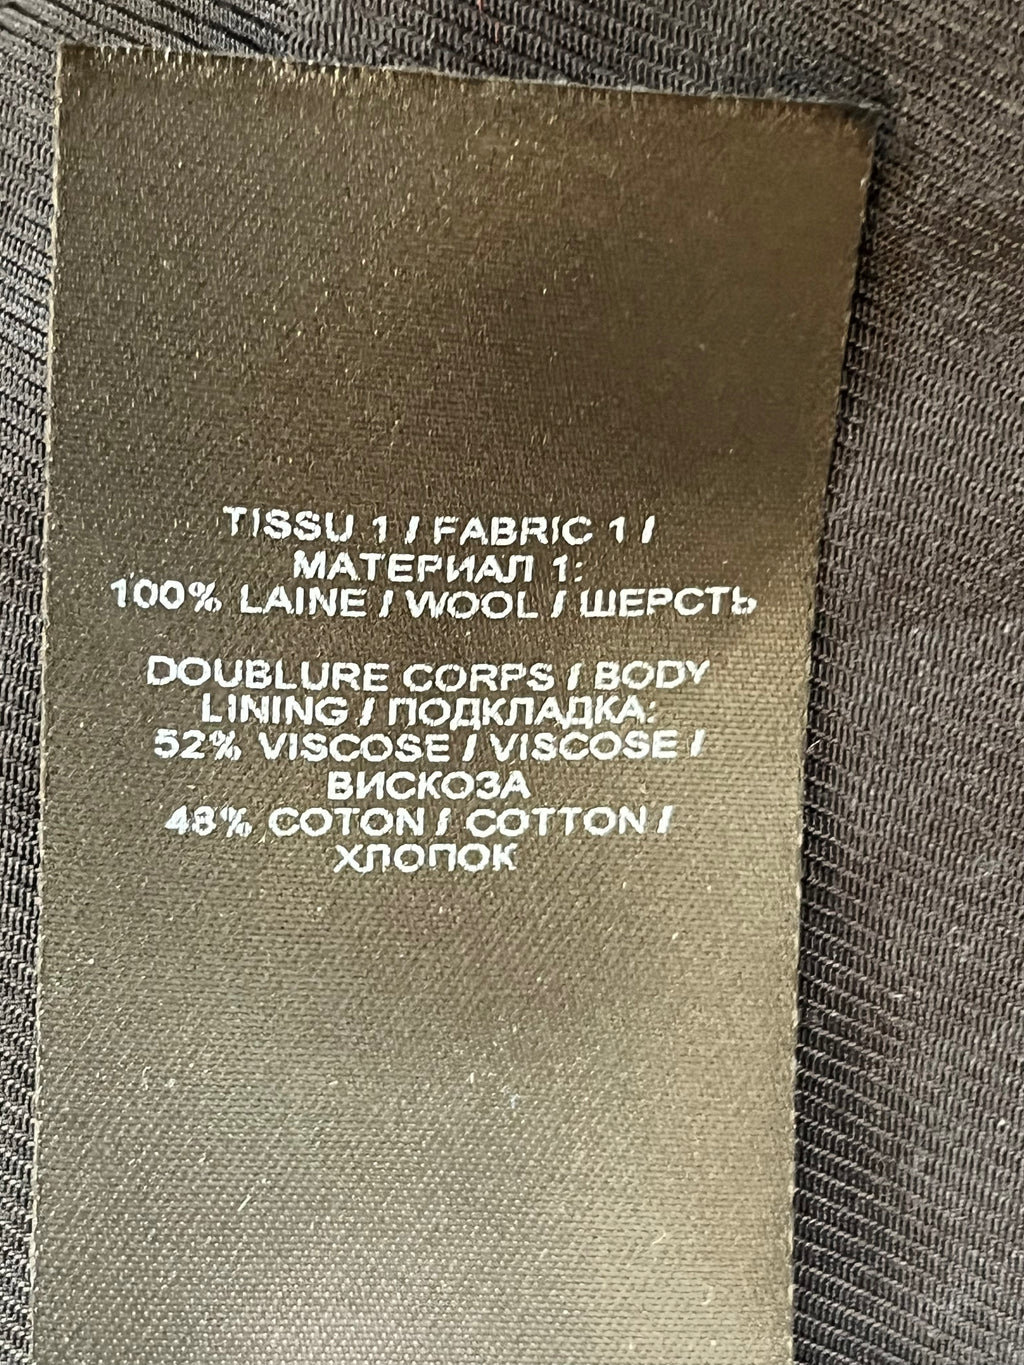 TISSU 1 / FABRIC 1 /
МАТЕРИАЛ 1:
100% LAINE / WOOL / ШЕРСТЬ
DOUBLURE CORPS / BODY
LINING / ПОДКЛАДКА:
52% VISCOSE / VISCOSE /
ВИСКОЗА
48% COTON / COTTON /
ХЛОПОК